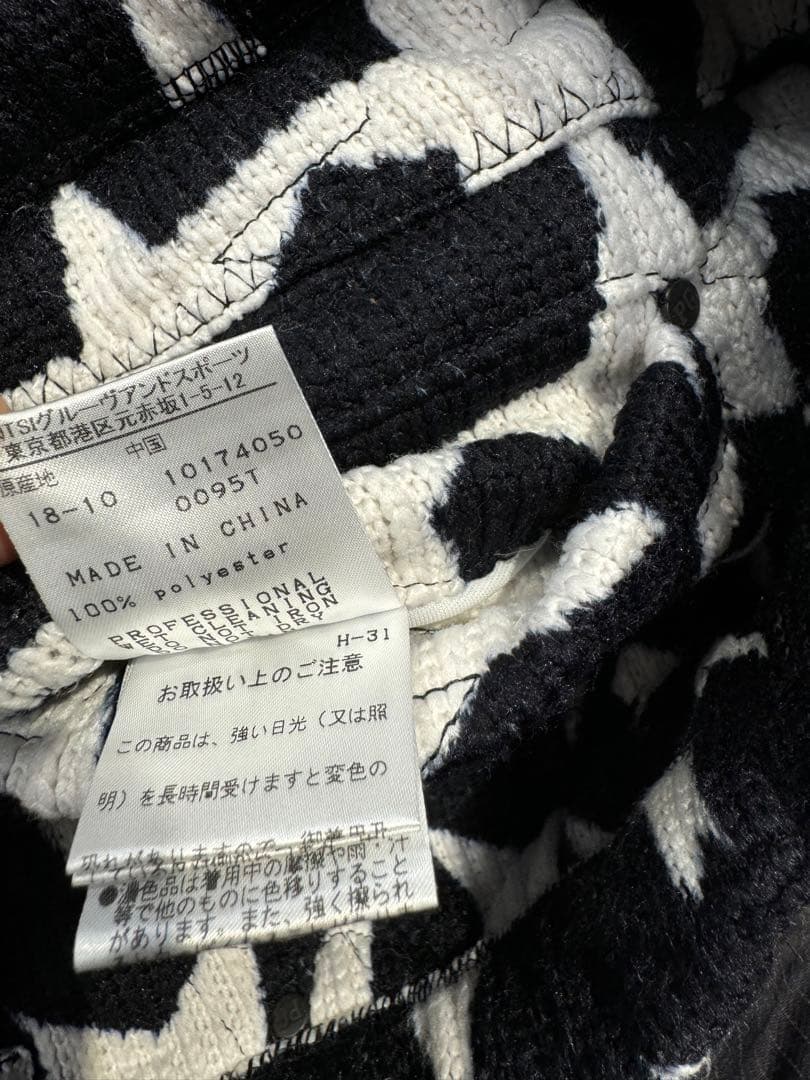 TSIグルーヴアンドスポーツ
東京都港区元赤坂1-5-12
原産地 中国
18-10 10174050
0095T
MADE IN CHINA
100% polyester
PROFESSIONAL
H-31
お取扱い上のご注意
この商品は、強い日光（又は照
明）を長時間受けますと変色の
●濃色品は着用中の摩擦や雨・汗
等で他のものに色移りすること
があります。また、強く擦られ